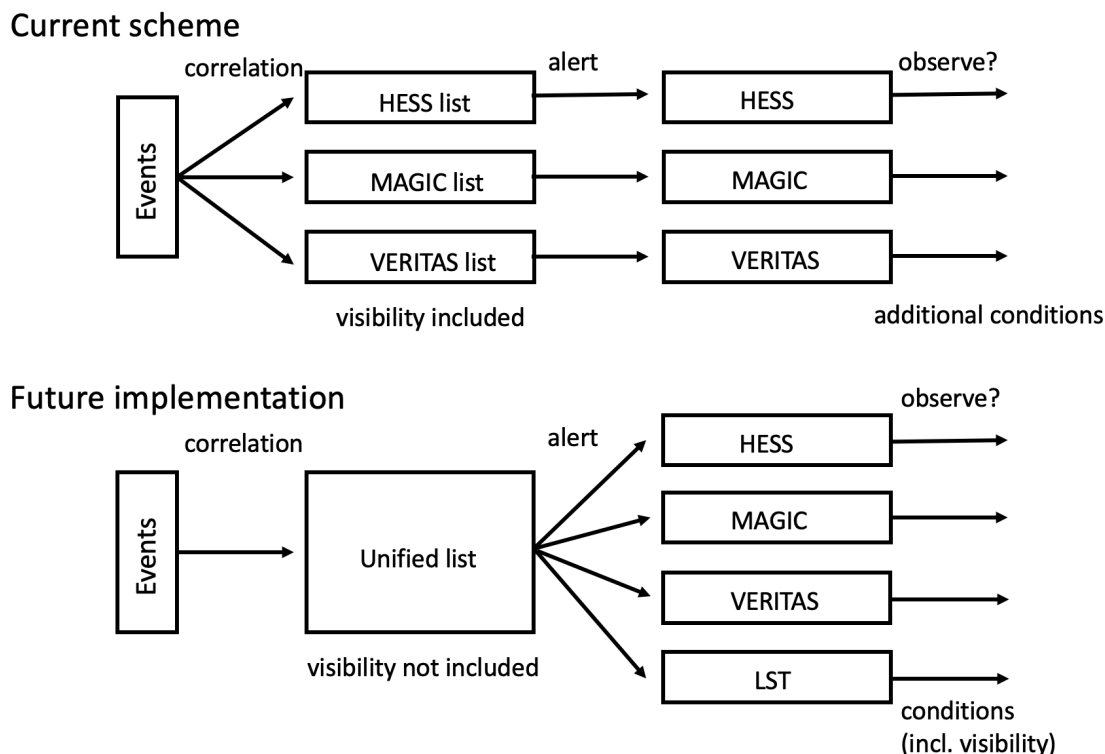 Current scheme
correlation
alert
observe?
Events
HESS list
HESS
MAGIC list
MAGIC
VERITAS list
VERITAS
visibility included
additional conditions
Future implementation
correlation
alert
observe?
Events
Unified list
HESS
MAGIC
VERITAS
LST
visibility not included
conditions
(incl. visibility)